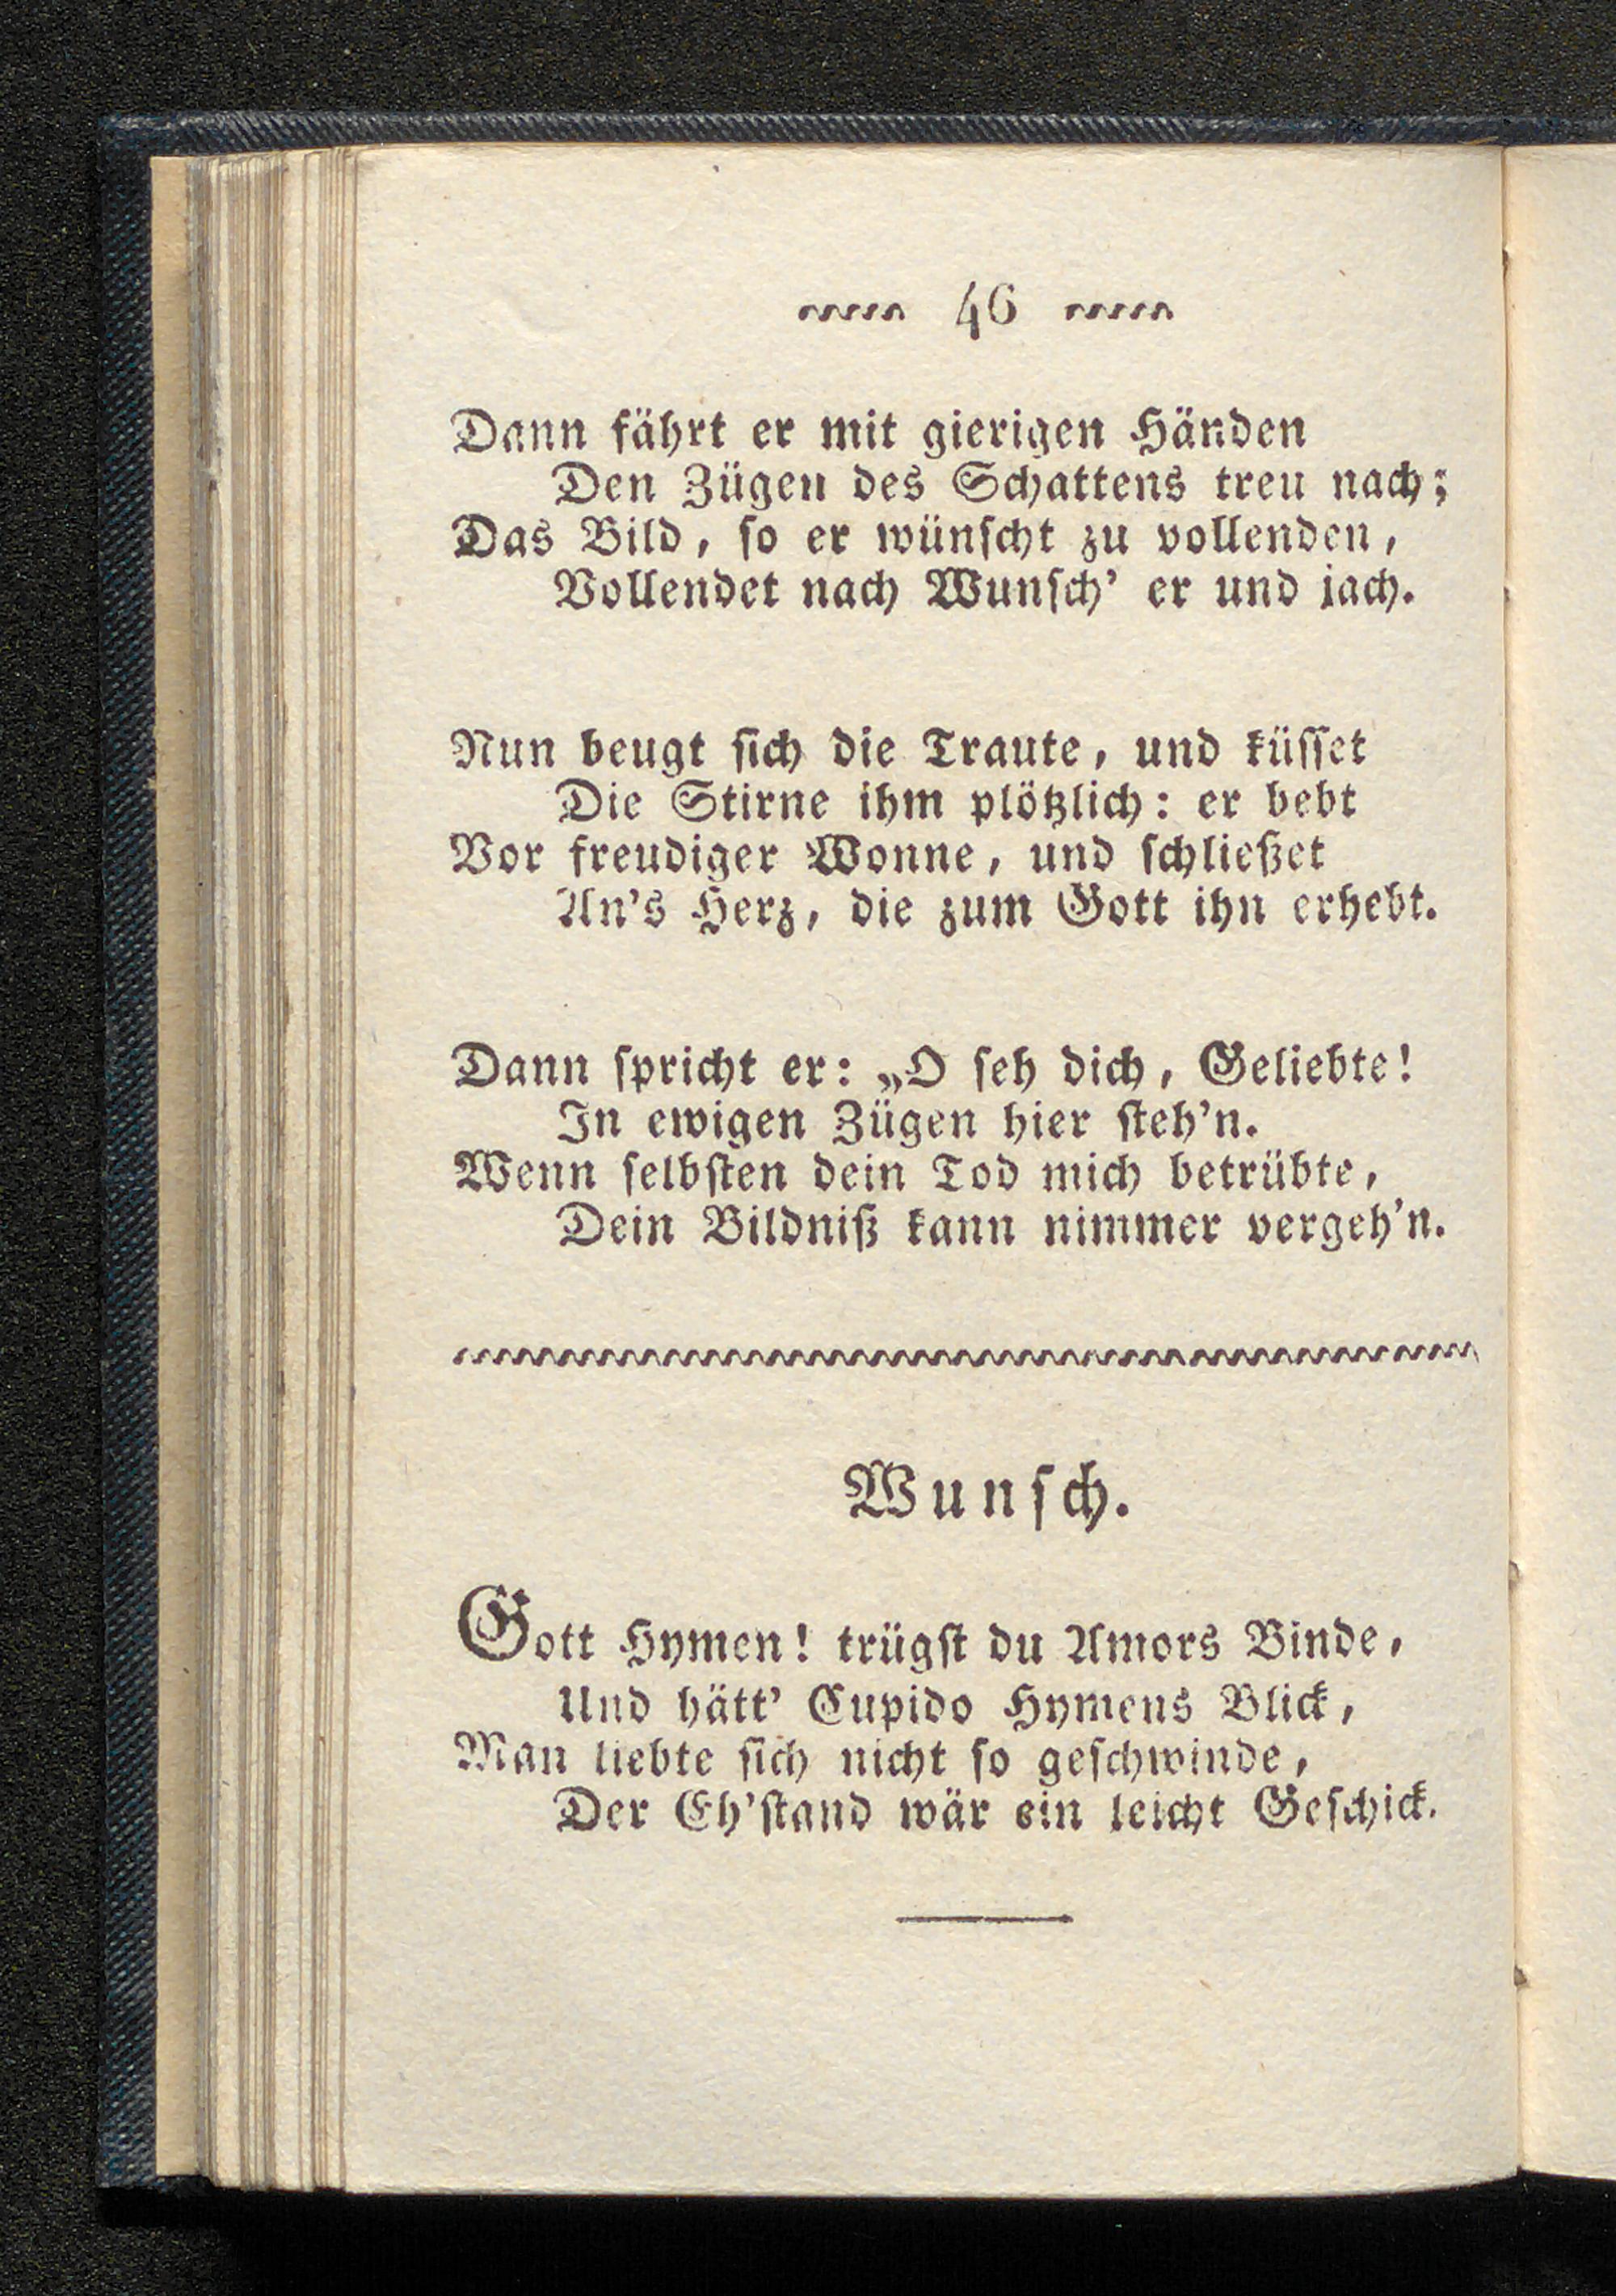 46
Dann fährt er mit gierigen Händen
Den Zügen des Schattens treu nach;
Das Bild, ſo er wünſcht zu vollenden,
Vollendet nach Wunſch’ er und jach.
Nun beugt ſich die Traute, und küſſet
Die Stirne ihm plötzlich: er bebt
Vor freudiger Wonne, und ſchließet
An’s Herz, die zum Gott ihn erhebt.
Dann ſpricht er: „O ſeh dich, Geliebte!
In ewigen Zügen hier ſteh’n.
Wenn ſelbſten dein Tod mich betrübte,
Dein Bildniß kann nimmer vergeh’n.
Wunſch.
Gott Hymen! trügſt du Amors Binde,
Und hätt’ Cupido Hymens Blick,
Man liebte ſich nicht ſo geſchwinde,
Der Eh’ſtand wär ein leicht Geſchick.